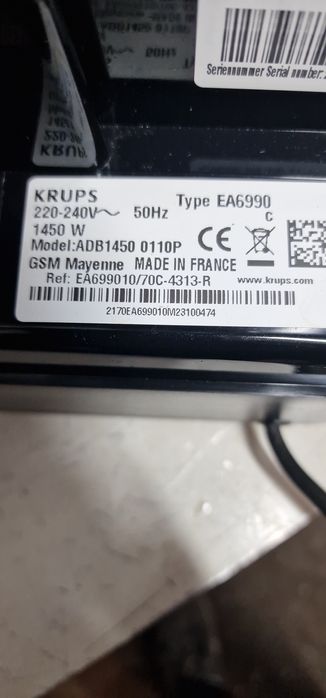 Seriennummer Serial number:
KRUPS Type EA6990
220-240V~ 50Hz C
1450 W
Model:ADB1450 0110P CE
GSM Mayenne MADE IN FRANCE
Ref: EA699010/70C-4313-R www.krups.com
2170EA699010M23100474